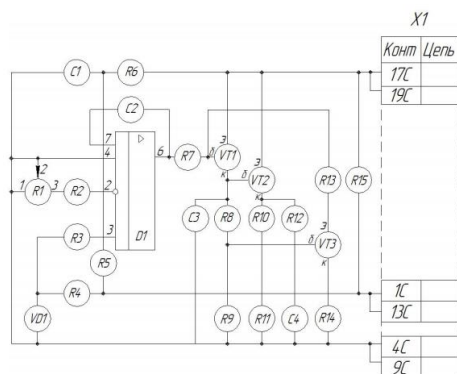 X1
Конт Цепь
17С
19С
C1 R6
C2
7
4
6
R7
б
э
VT1
к
э
б
VT2
к
R13
R15
2
1 R1 3 R2 2
R3 3
D1
C3 R8 R10 R12
э
б
VT3
к
R5
R4
1С
13С
VD1
R9 R11 C4 R14
4С
9С